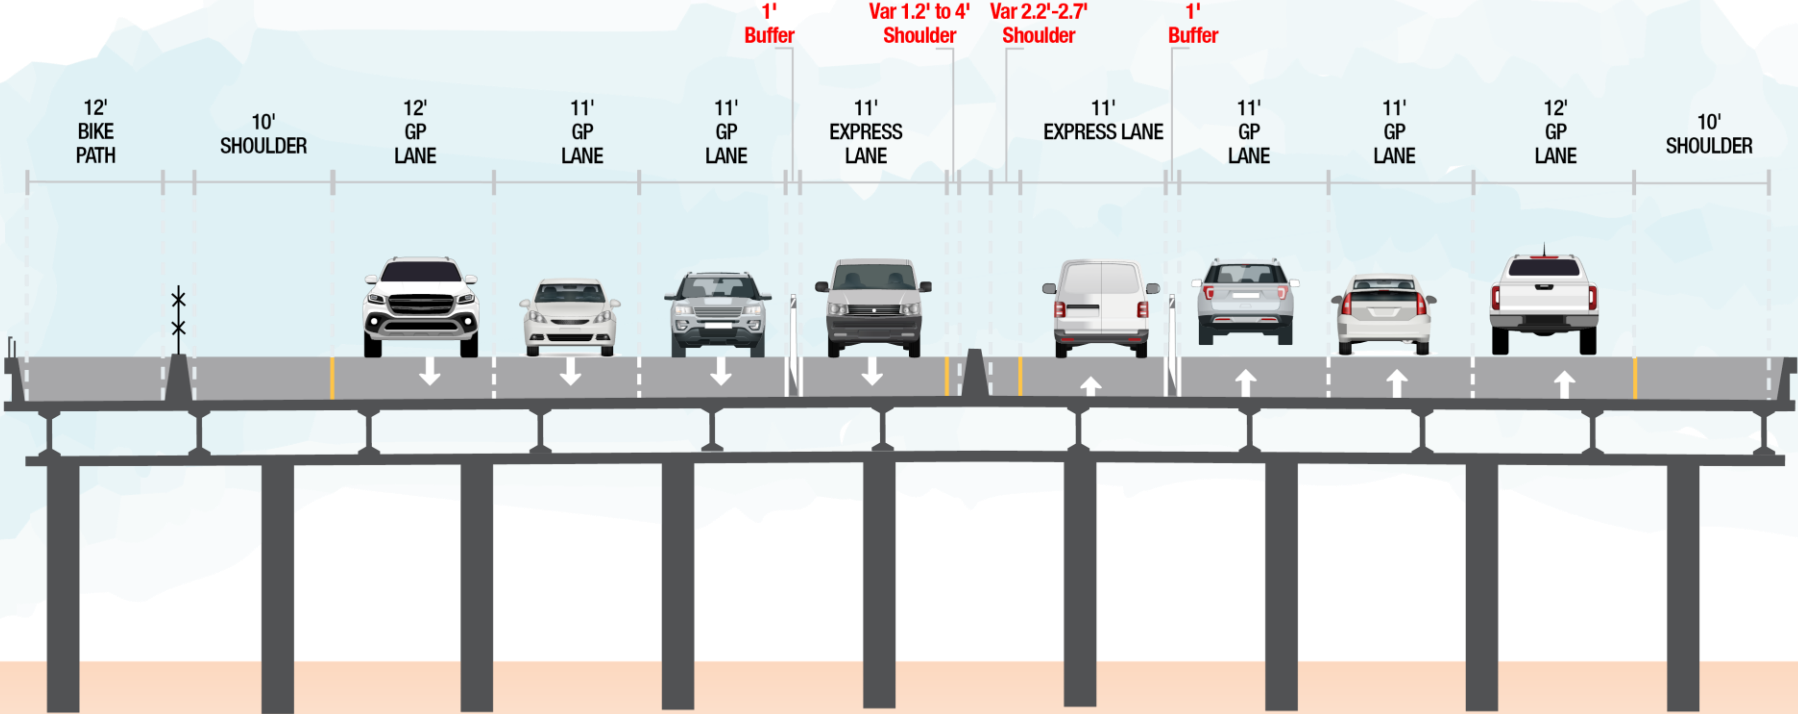 1'
Buffer
Var 1.2' to 4'
Shoulder
Var 2.2'-2.7'
Shoulder
1'
Buffer
12'
BIKE
PATH
10'
SHOULDER
12'
GP
LANE
11'
GP
LANE
11'
GP
LANE
11'
EXPRESS
LANE
11'
EXPRESS LANE
11'
GP
LANE
11'
GP
LANE
12'
GP
LANE
10'
SHOULDER